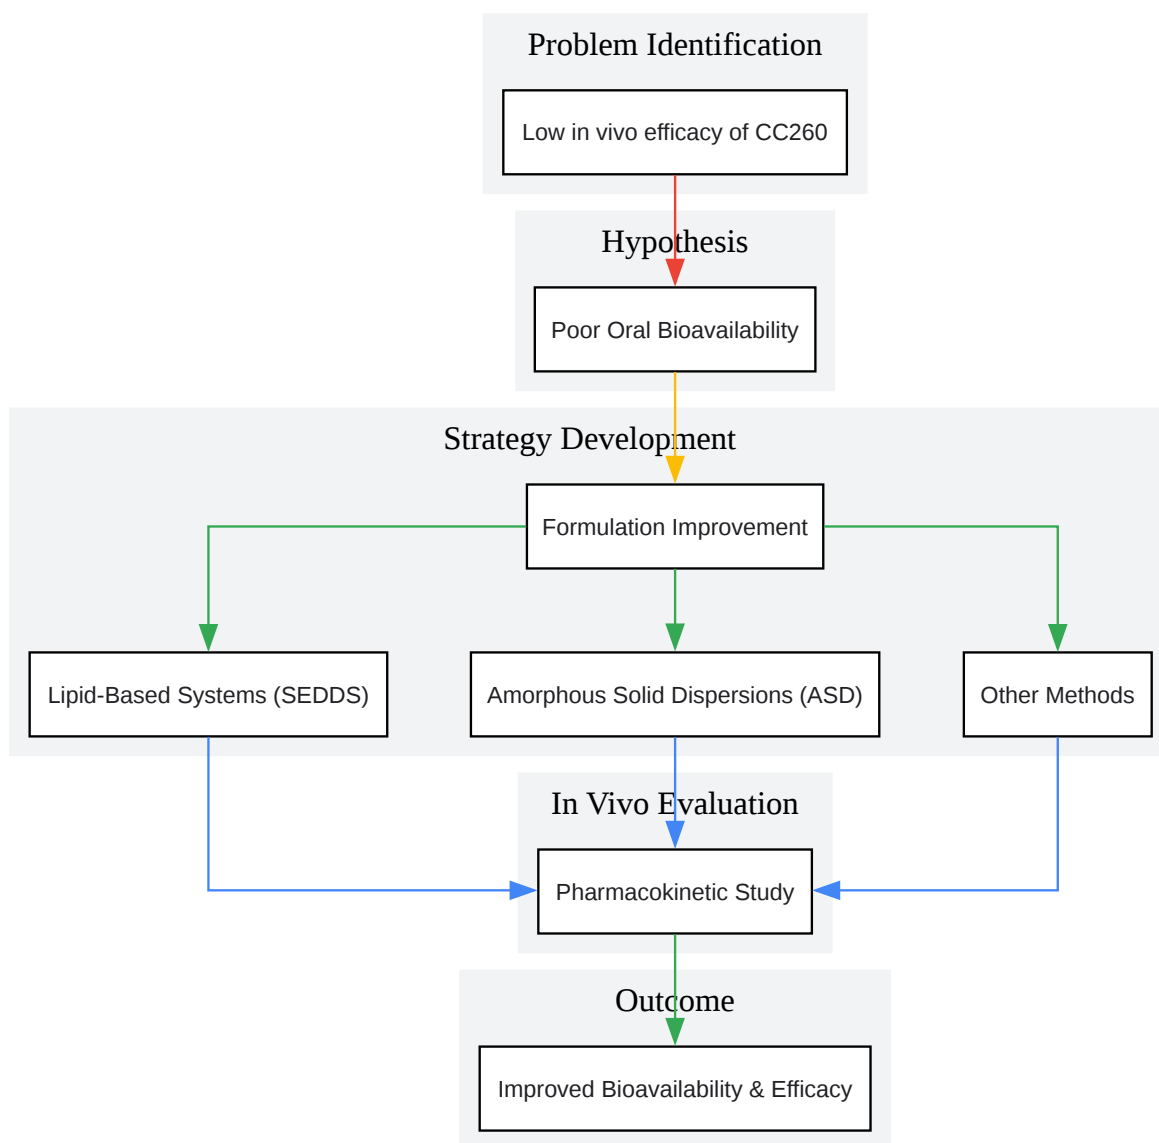 Problem Identification
Low in vivo efficacy of CC260
Hypothesis
Poor Oral Bioavailability
Strategy Development
Formulation Improvement
Lipid-Based Systems (SEDDS)
Amorphous Solid Dispersions (ASD)
Other Methods
In Vivo Evaluation
Pharmacokinetic Study
Outcome
Improved Bioavailability & Efficacy